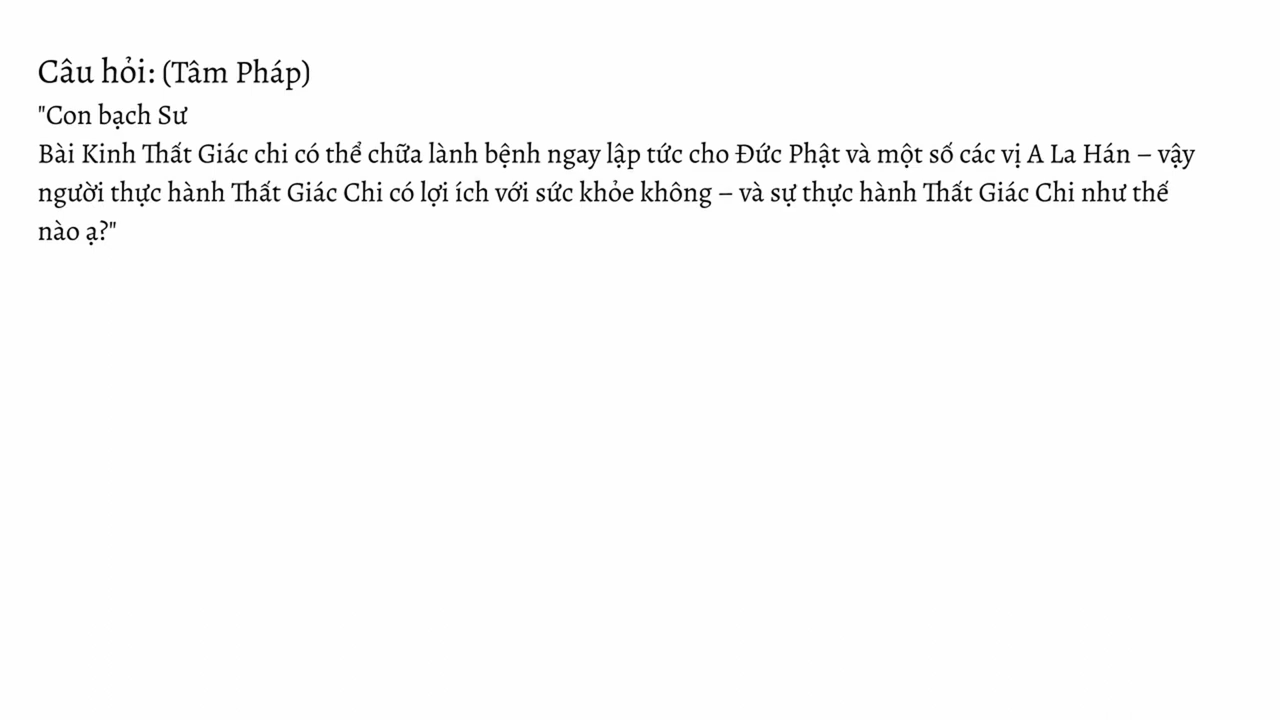 Câu hỏi: (Tâm Pháp)
"Con bạch Sư
Bài Kinh Thất Giác chi có thể chữa lành bệnh ngay lập tức cho Đức Phật và một số các vị A La Hán – vậy
người thực hành Thất Giác Chi có lợi ích với sức khỏe không – và sự thực hành Thất Giác Chi như thế
nào ạ?"